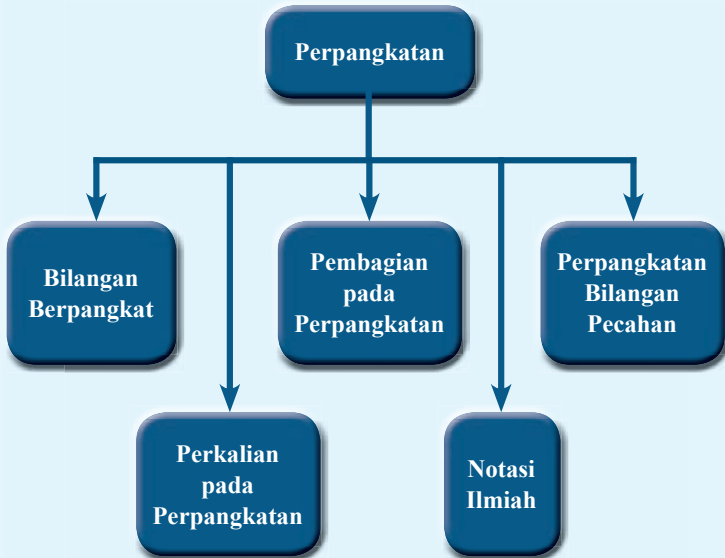 Perpangkatan
Bilangan
Berpangkat
Perkalian
pada
Perpangkatan
Pembagian
pada
Perpangkatan
Notasi
Ilmiah
Perpangkatan
Bilangan
Pecahan